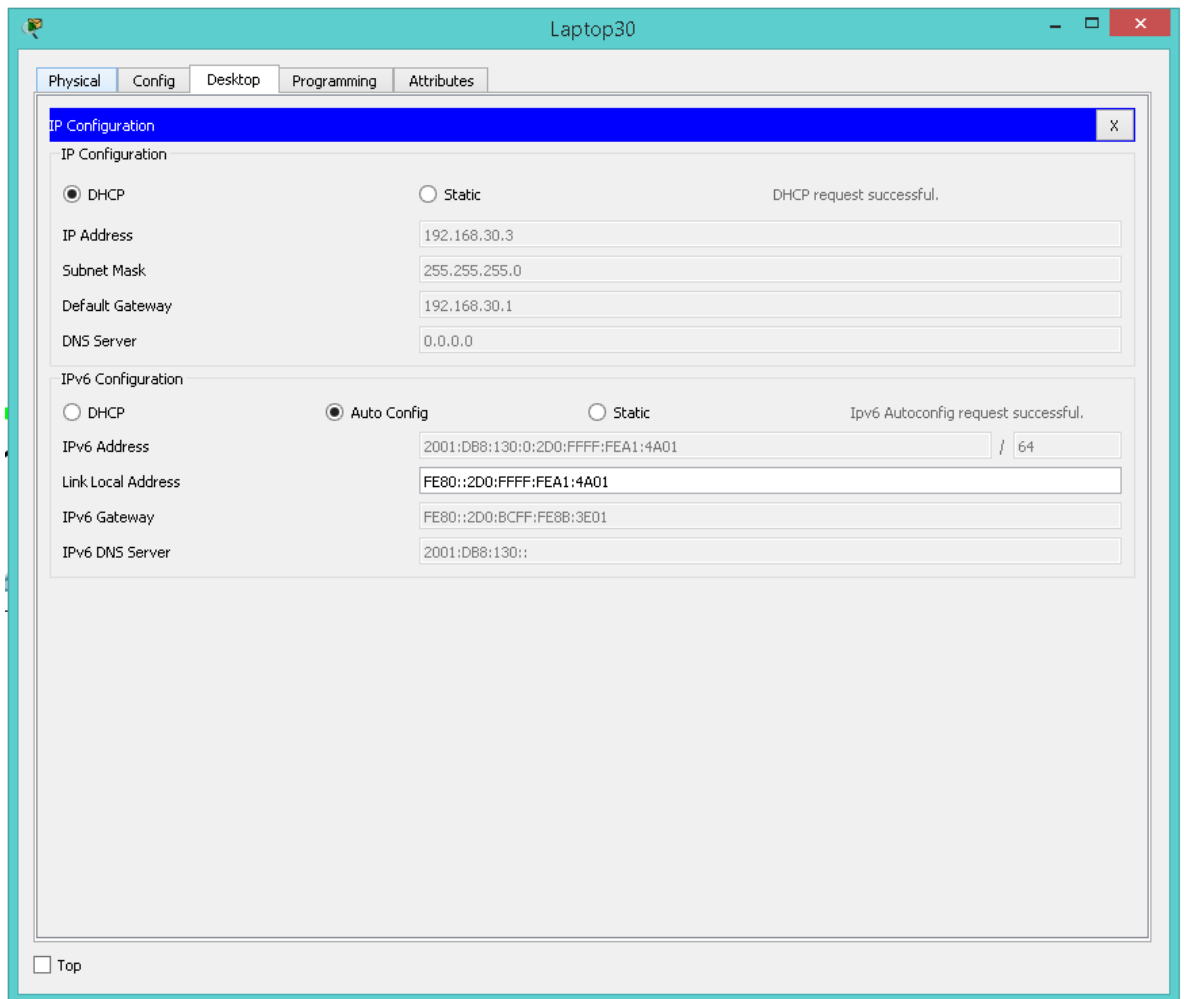 Laptop30
Physical Config Desktop Programming Attributes
IP Configuration X
IP Configuration
DHCP Static DHCP request successful.
IP Address 192.168.30.3
Subnet Mask 255.255.255.0
Default Gateway 192.168.30.1
DNS Server 0.0.0.0
IPv6 Configuration
DHCP Auto Config Static Ipv6 Autoconfig request successful.
IPv6 Address 2001:DB8:130:0:2D0:FFFF:FEA1:4A01 / 64
Link Local Address FE80::2D0:FFFF:FEA1:4A01
IPv6 Gateway FE80::2D0:BCFF:FE8B:3E01
IPv6 DNS Server 2001:DB8:130::
Top